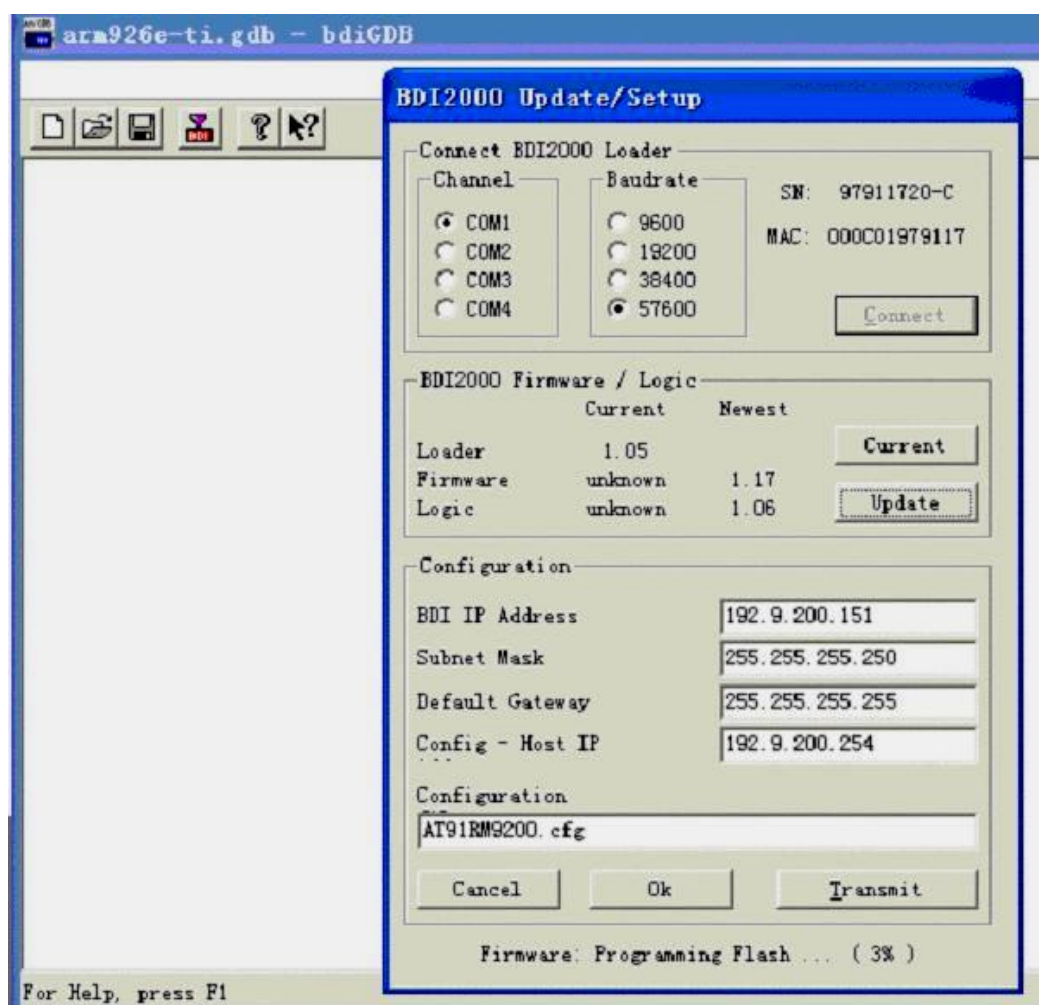 arm926e-ti.gdb - bdiGDB
BDI2000 Update/Setup
BDI
Connect BDI2000 Loader
Channel
COM1
COM2
COM3
COM4
Baudrate
9600
19200
38400
57600
SN: 97911720-C
MAC: 000C01979117
Connect
BDI2000 Firmware / Logic
Current Newest
Loader 1.05
Firmware unknown 1.17
Logic unknown 1.06
Current
Update
Configuration
BDI IP Address 192.9.200.151
Subnet Mask 255.255.255.250
Default Gateway 255.255.255.255
Config - Host IP 192.9.200.254
Configuration
AT91RM9200.cfg
Cancel Ok Transmit
Firmware: Programming Flash ... ( 3% )
For Help, press F1